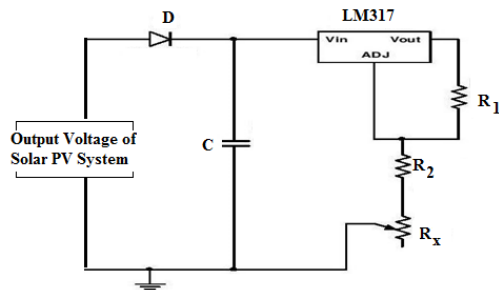 D
LM317
Vin Vout
ADJ
R1
Output Voltage of
Solar PV System
C
R2
Rx